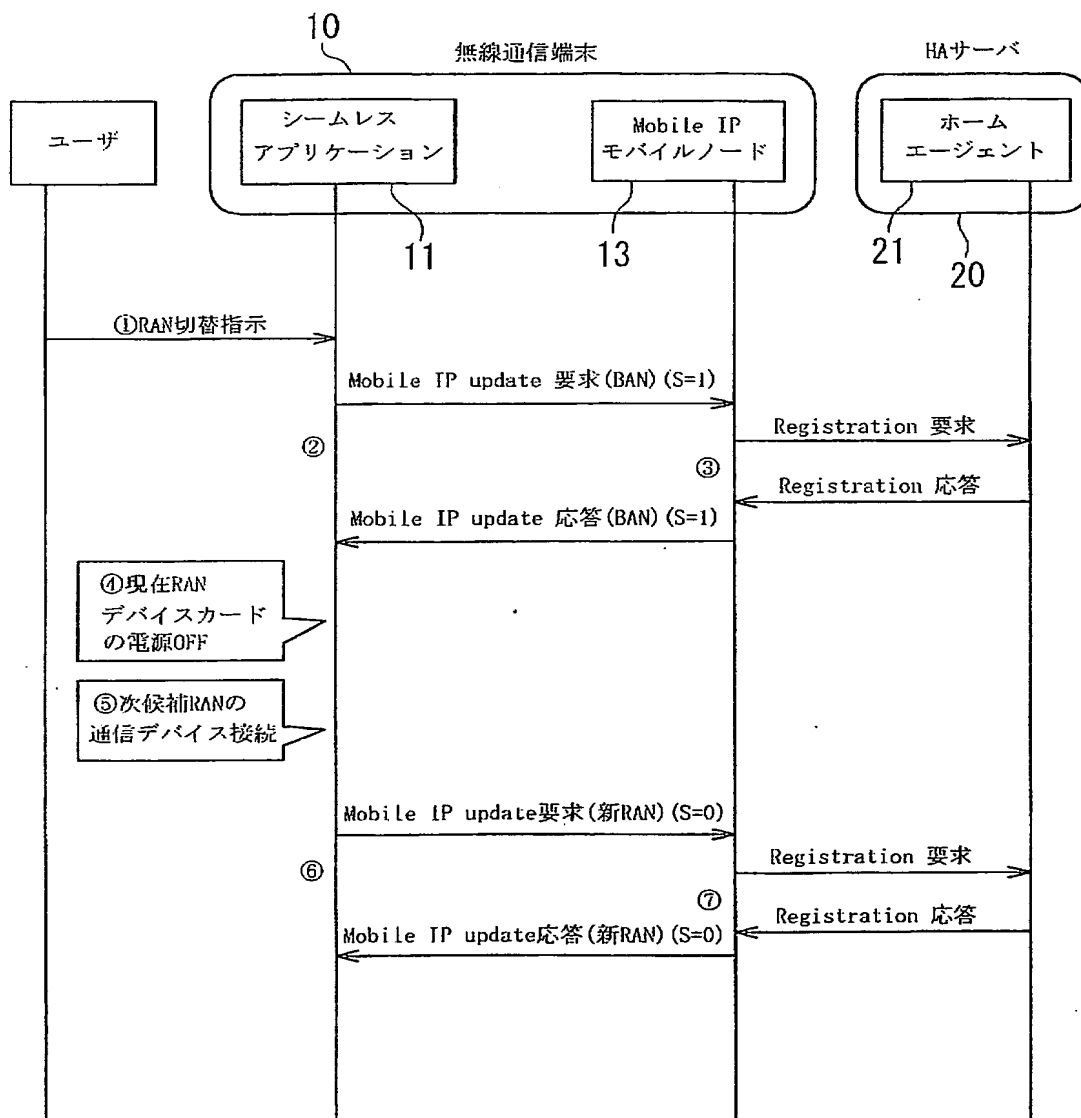 10
無線通信端末
HAサーバ
ユーザ
シームレス
アプリケーション
Mobile IP
モバイルノード
ホーム
エージェント
11
13
21
20
①RAN切替指示
Mobile IP update 要求(BAN)(S=1)
Registration 要求
②
③
Registration 応答
Mobile IP update 応答(BAN)(S=1)
④現在RAN
デバイスカード
の電源OFF
⑤次候補RANの
通信デバイス接続
Mobile IP update要求(新RAN)(S=0)
Registration 要求
⑥
⑦
Registration 応答
Mobile IP update応答(新RAN)(S=0)